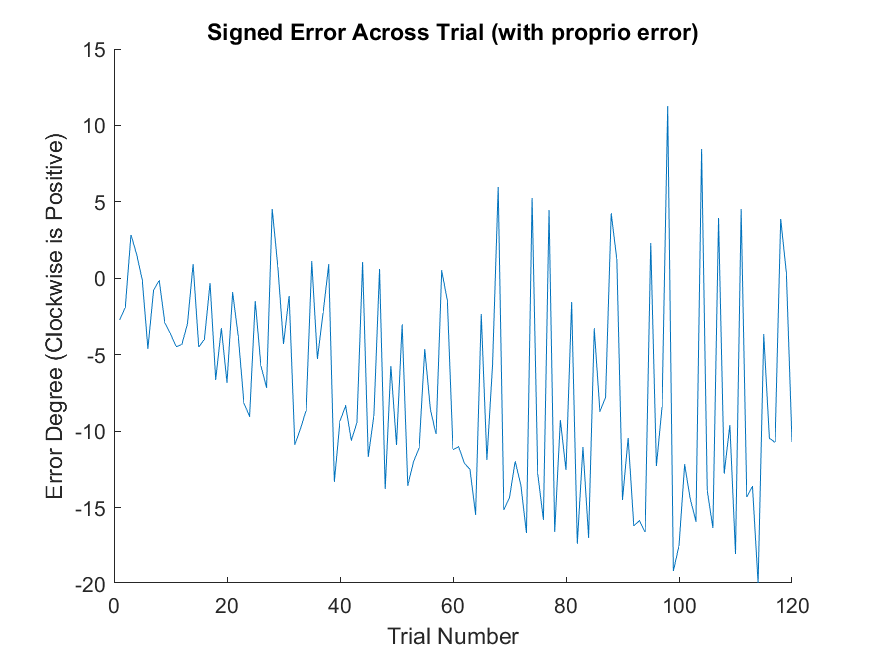 Signed Error Across Trial (with proprio error)
15
10
5
0
-5
-10
-15
-20
Error Degree (Clockwise is Positive)
0 20 40 60 80 100 120
Trial Number